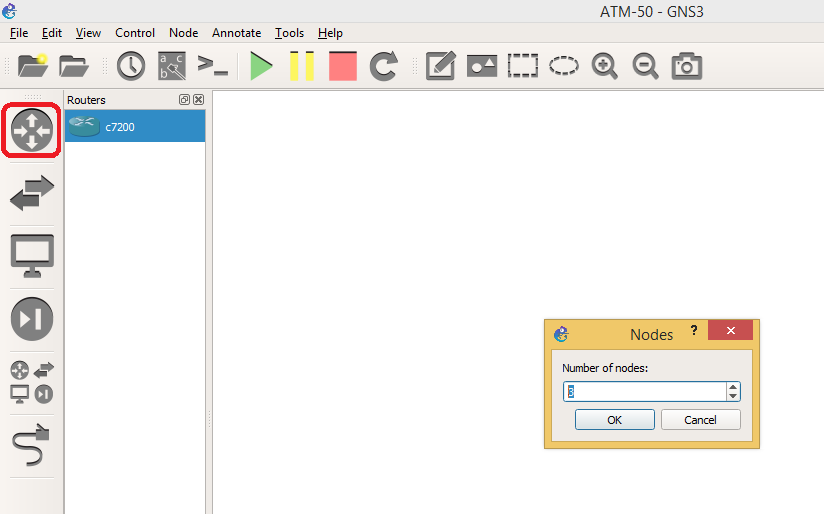 ATM-50 - GNS3
File Edit View Control Node Annotate Tools Help
a c
b
Routers
c7200
Nodes ?
Number of nodes:
3
OK Cancel